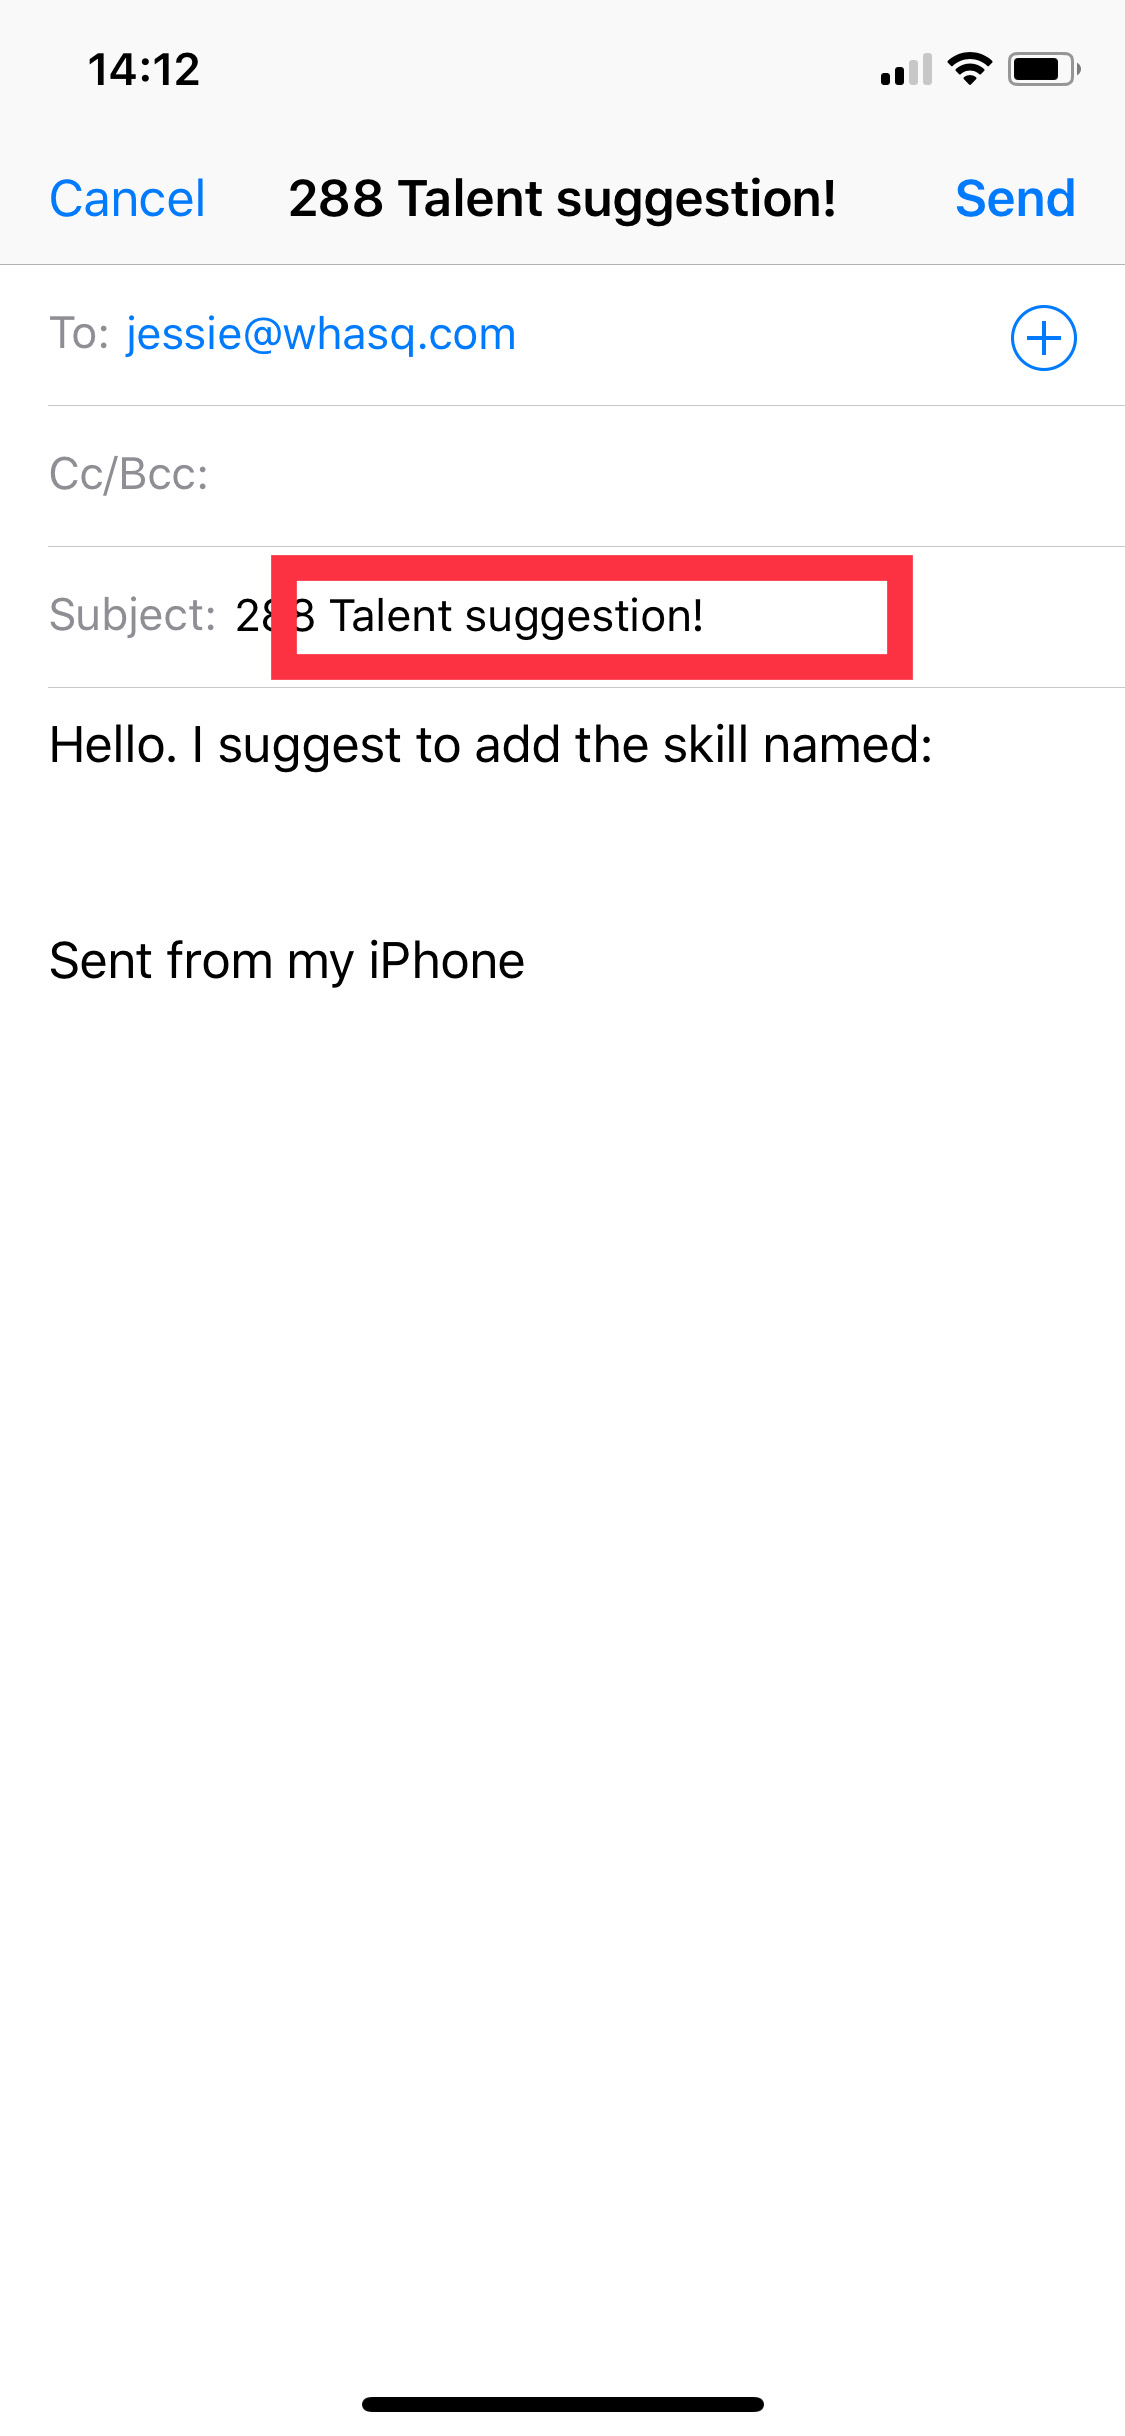 14:12
Cancel 288 Talent suggestion! Send
To: jessie@whasq.com
Cc/Bcc:
Subject: 288 Talent suggestion!
Hello. I suggest to add the skill named:
Sent from my iPhone